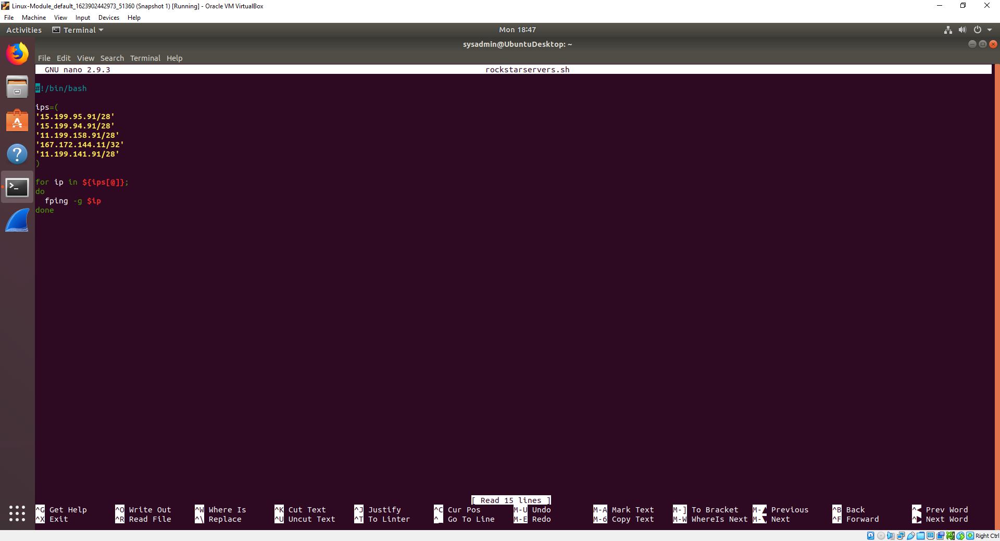 Linux-Module_default_1623902442973_51360 (Snapshot 1) [Running] - Oracle VM VirtualBox
File Machine View Input Devices Help
Activities Terminal Mon 18:47
sysadmin@UbuntuDesktop: ~
File Edit View Search Terminal Help
GNU nano 2.9.3 rockstarservers.sh
#!/bin/bash
ips=(
'15.199.95.91/28'
'15.199.94.91/28'
'11.199.158.91/28'
'167.172.144.11/32'
'11.199.141.91/28'
)
for ip in ${ips[@]};
do
fping -g $ip
done
[ Read 15 lines ]
^G Get Help ^O Write Out ^W Where Is ^K Cut Text ^J Justify ^C Cur Pos M-U Undo M-A Mark Text M-] To Bracket M-▲ Previous ^B Back ^◀ Prev Word
^X Exit ^R Read File ^\ Replace ^U Uncut Text ^T To Linter ^_ Go To Line M-E Redo M-6 Copy Text M-W WhereIs Next M-▼ Next ^F Forward ^▶ Next Word
Right Ctrl